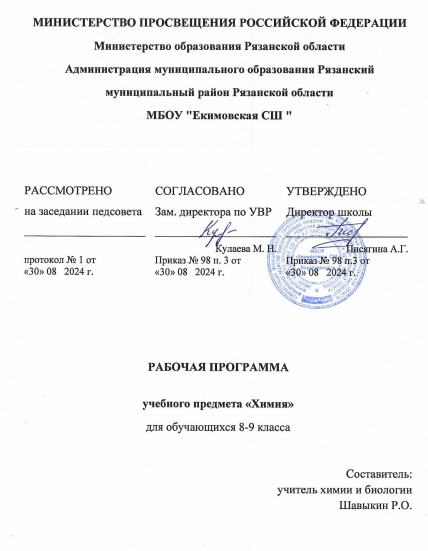 МИНИСТЕРСТВО ПРОСВЕЩЕНИЯ РОССИЙСКОЙ ФЕДЕРАЦИИ
Министерство образования Рязанской области
Администрация муниципального образования Рязанский
муниципальный район Рязанской области
МБОУ "Екимовская СШ "
РАССМОТРЕНО СОГЛАСОВАНО УТВЕРЖДЕНО
на заседании педсовета Зам. директора по УВР Директор школы
Кулаева М. Н. Писягина А.Г.
протокол № 1 от Приказ № 98 п. 3 от Приказ № 98 п.3 от
«30» 08 2024 г. «30» 08 2024 г. «30» 08 2024 г.
РАБОЧАЯ ПРОГРАММА
учебного предмета «Химия»
для обучающихся 8-9 класса
Составитель:
учитель химии и биологии
Шавыкин Р.О.